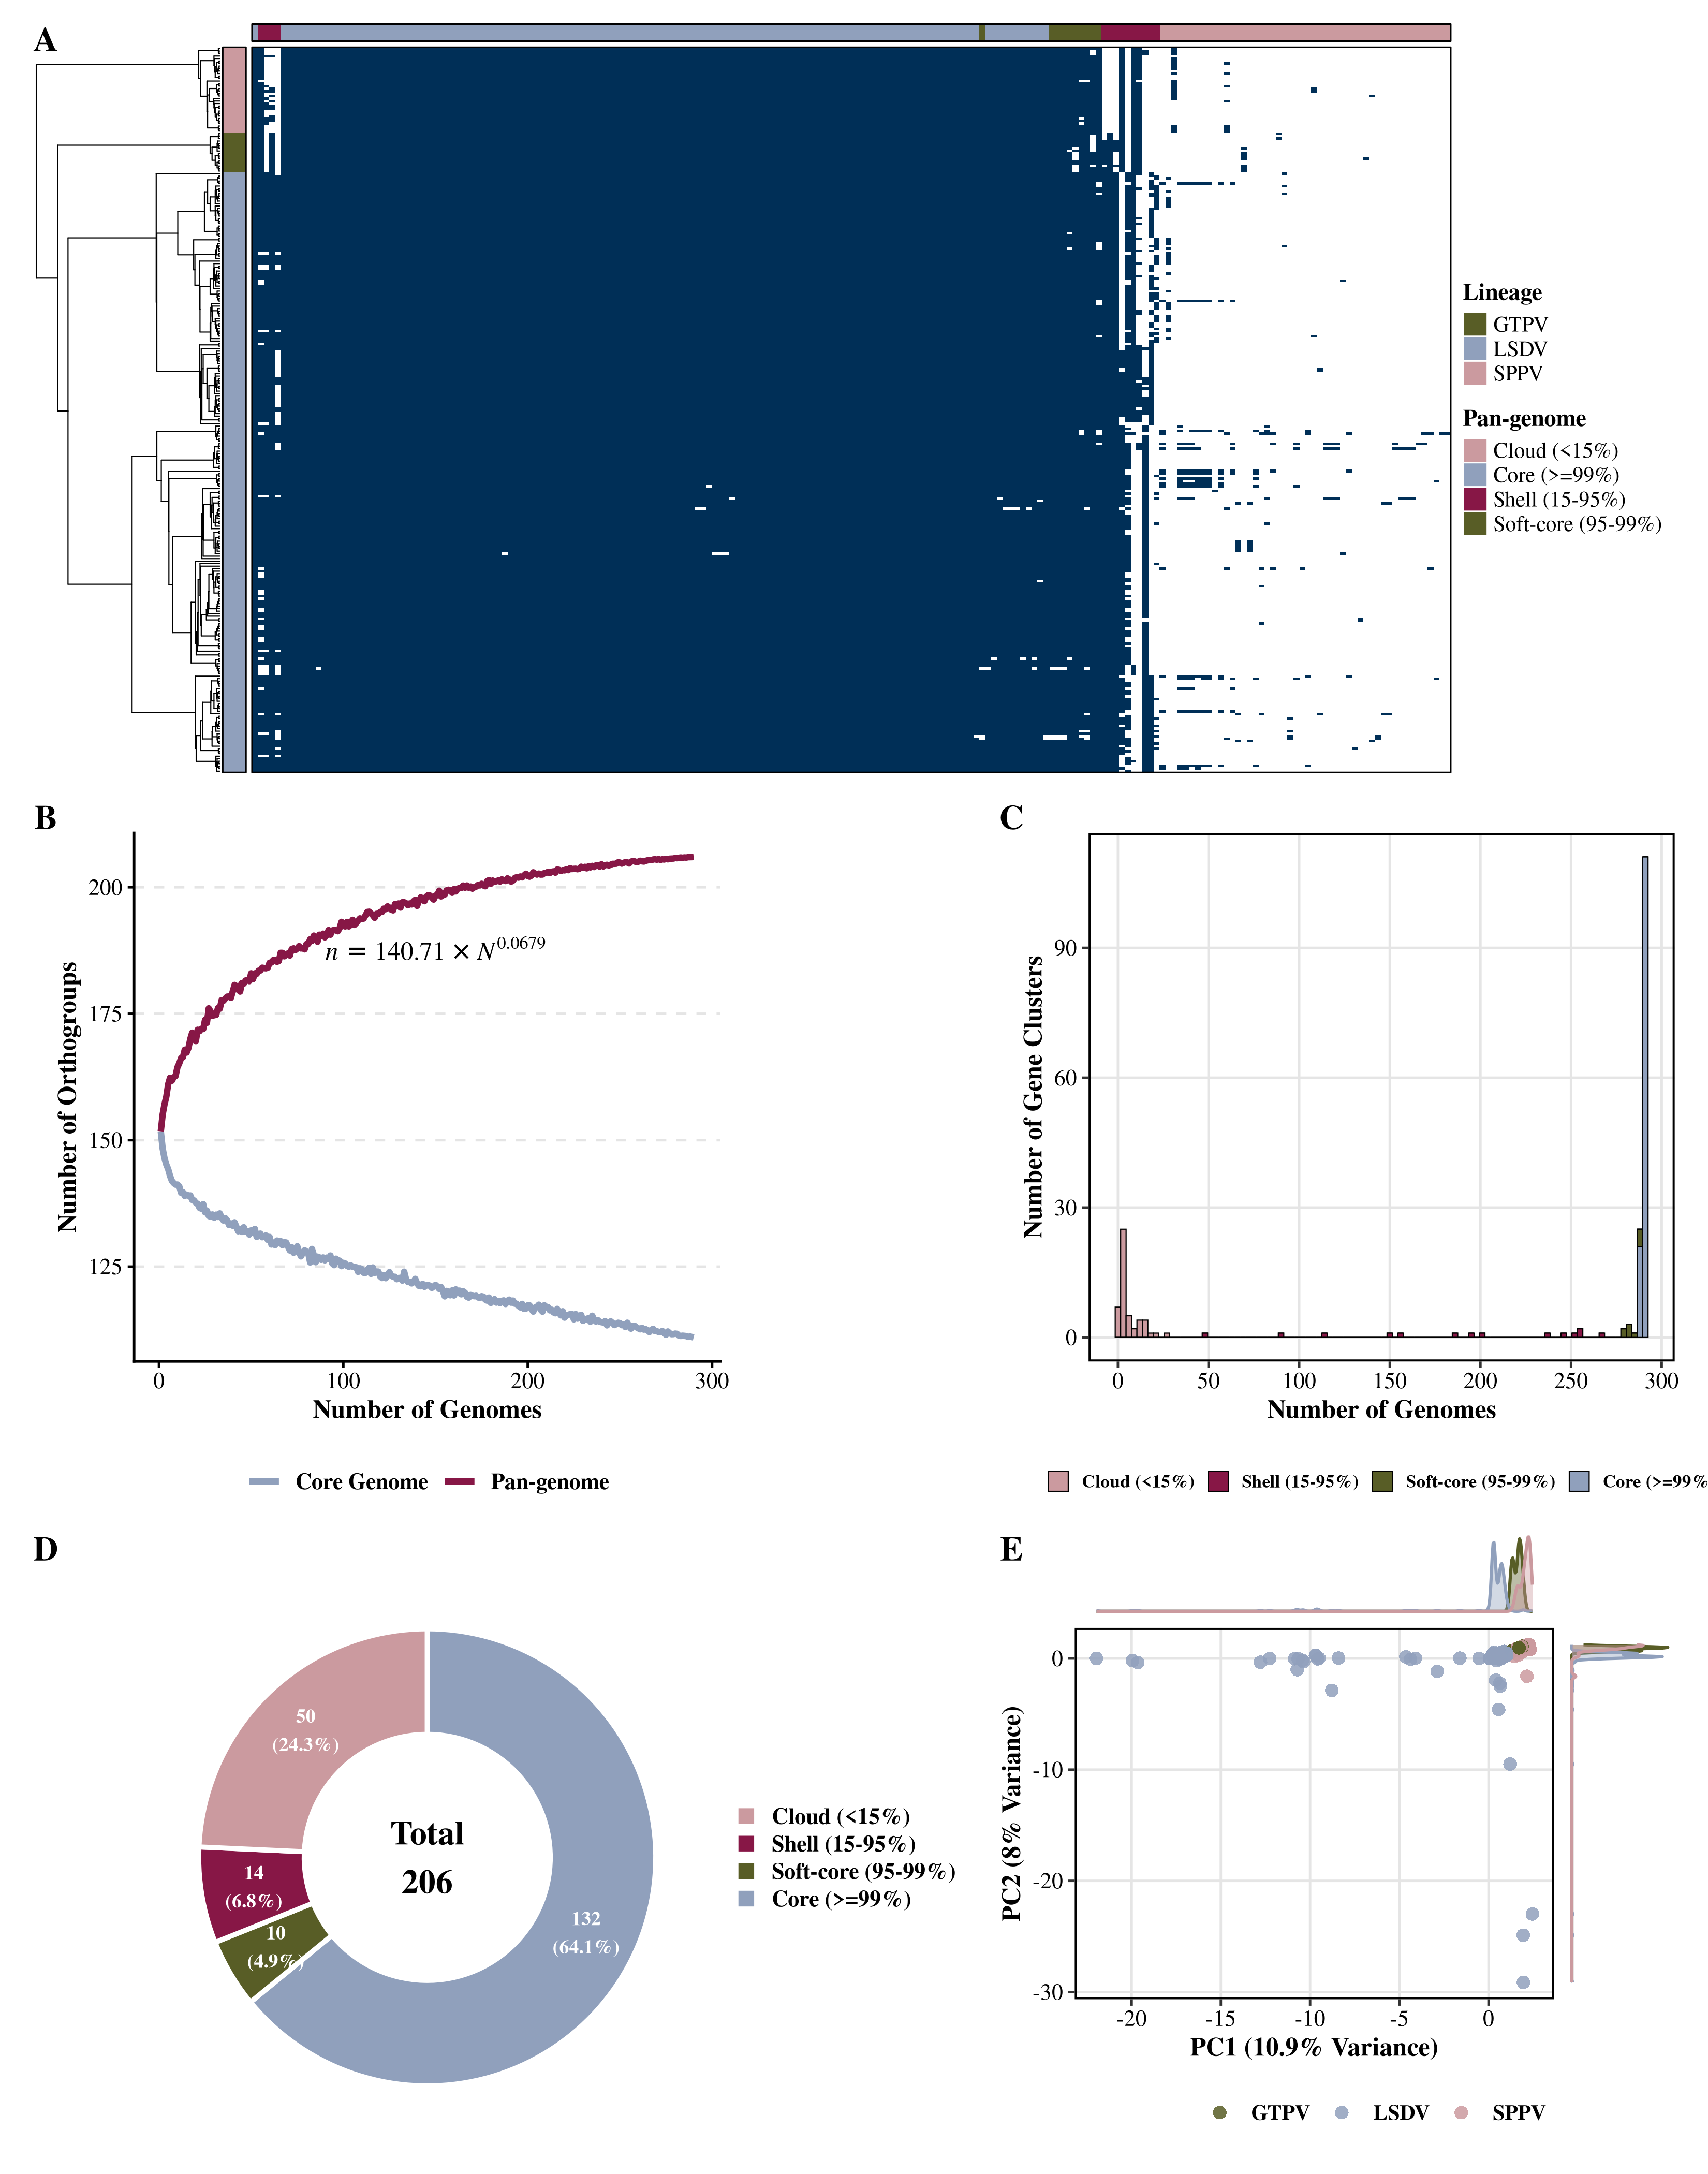 A
Lineage
GTPV
LSDV
SPPV
Pan-genome
Cloud (<15%)
Core (>=99%)
Shell (15-95%)
Soft-core (95-99%)
B
Number of Orthogroups
200
175
150
125
n = 140.71 × N^0.0679
0 100 200 300
Number of Genomes
Core Genome Pan-genome
C
Number of Gene Clusters
90
60
30
0
0 50 100 150 200 250 300
Number of Genomes
Cloud (<15%) Shell (15-95%) Soft-core (95-99%) Core (>=99%
D
50
(24.3%)
14
(6.8%)
10
(4.9%)
132
(64.1%)
Total
206
Cloud (<15%)
Shell (15-95%)
Soft-core (95-99%)
Core (>=99%)
E
PC2 (8% Variance)
0
-10
-20
-30
-20 -15 -10 -5 0
PC1 (10.9% Variance)
GTPV LSDV SPPV